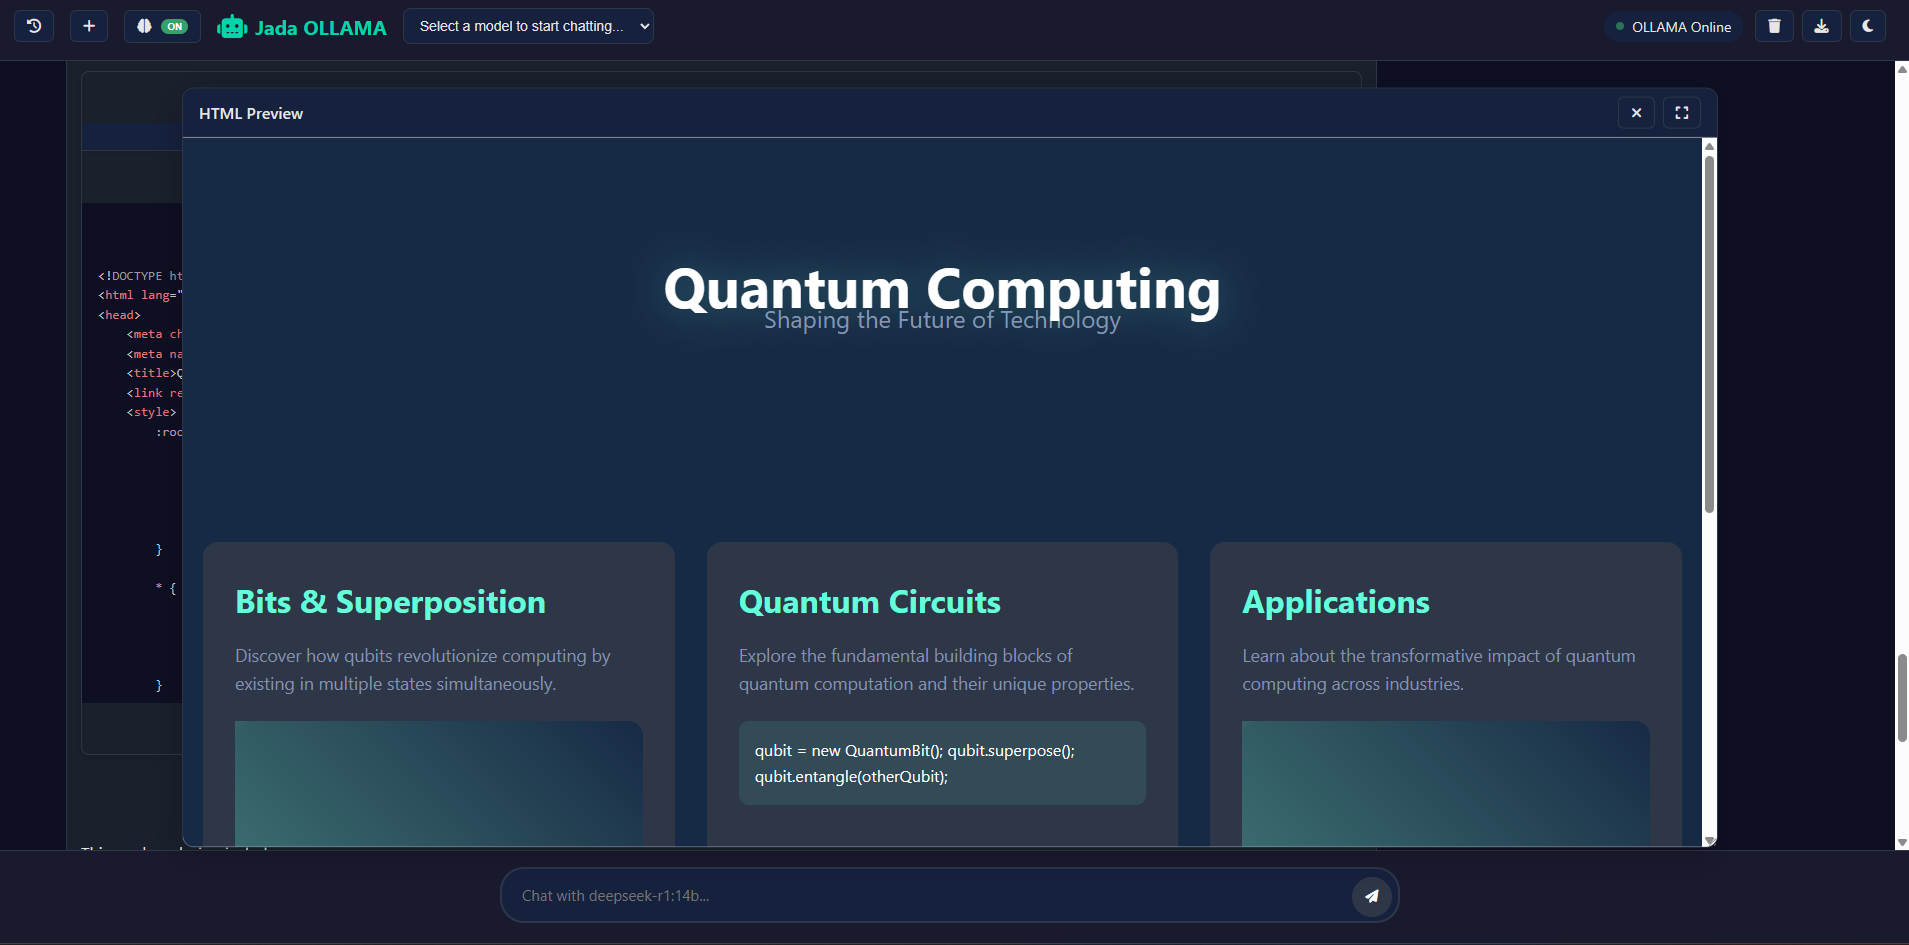 ON
Jada OLLAMA
Select a model to start chatting...
OLLAMA Online
HTML Preview
<!DOCTYPE ht
<html lang="
<head>
<meta ch
<meta na
<title>Q
<link re
<style>
:roo
}
* {
}
Quantum Computing
Shaping the Future of Technology
Bits & Superposition
Discover how qubits revolutionize computing by
existing in multiple states simultaneously.
Quantum Circuits
Explore the fundamental building blocks of
quantum computation and their unique properties.
qubit = new QuantumBit(); qubit.superpose();
qubit.entangle(otherQubit);
Applications
Learn about the transformative impact of quantum
computing across industries.
Chat with deepseek-r1:14b...